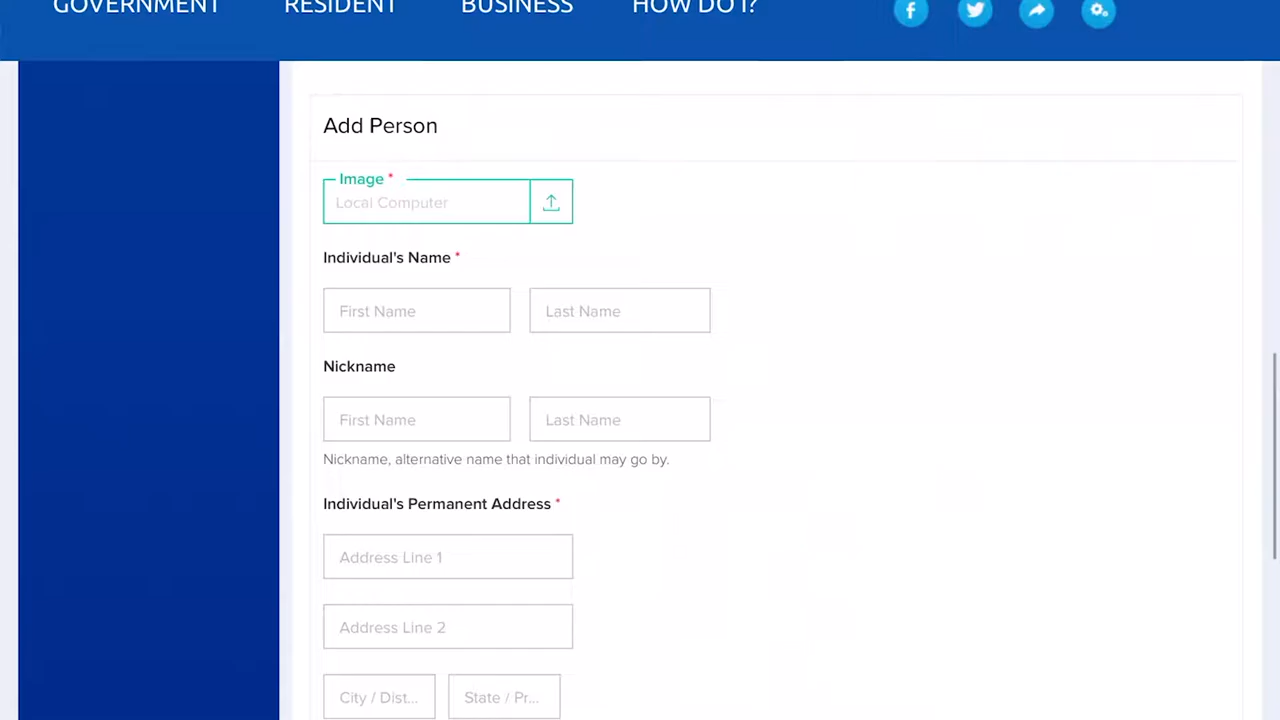 GOVERNMENT RESIDENT BUSINESS HOW DO I?
Add Person
Image *
Local Computer
Individual's Name *
First Name Last Name
Nickname
First Name Last Name
Nickname, alternative name that individual may go by.
Individual's Permanent Address *
Address Line 1
Address Line 2
City / Dist... State / Pr...